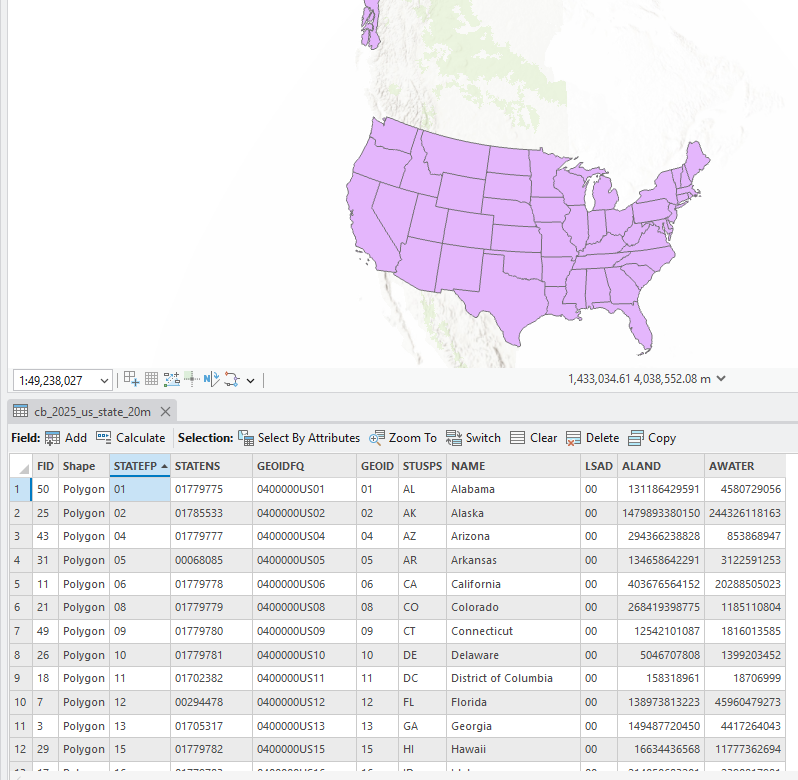 1:49,238,027
1,433,034.61 4,038,552.08 m
cb_2025_us_state_20m
Field: Add Calculate Selection: Select By Attributes Zoom To Switch Clear Delete Copy
FID Shape STATEFP STATENS GEOIDFQ GEOID STUSPS NAME LSAD ALAND AWATER
1 50 Polygon 01 01779775 0400000US01 01 AL Alabama 00 131186429591 4580729056
2 25 Polygon 02 01785533 0400000US02 02 AK Alaska 00 1479893380150 244326118163
3 43 Polygon 04 01779777 0400000US04 04 AZ Arizona 00 294366238828 853868947
4 31 Polygon 05 00068085 0400000US05 05 AR Arkansas 00 134658642291 3122591253
5 11 Polygon 06 01779778 0400000US06 06 CA California 00 403676564152 20288505023
6 21 Polygon 08 01779779 0400000US08 08 CO Colorado 00 268419398775 1185110804
7 49 Polygon 09 01779780 0400000US09 09 CT Connecticut 00 12542101087 1816013585
8 26 Polygon 10 01779781 0400000US10 10 DE Delaware 00 5046707808 1399203452
9 18 Polygon 11 01702382 0400000US11 11 DC District of Columbia 00 158318961 18706999
10 7 Polygon 12 00294478 0400000US12 12 FL Florida 00 138973813223 45960479273
11 3 Polygon 13 01705317 0400000US13 13 GA Georgia 00 149487720450 4417264043
12 29 Polygon 15 01779782 0400000US15 15 HI Hawaii 00 16634436568 11777362694